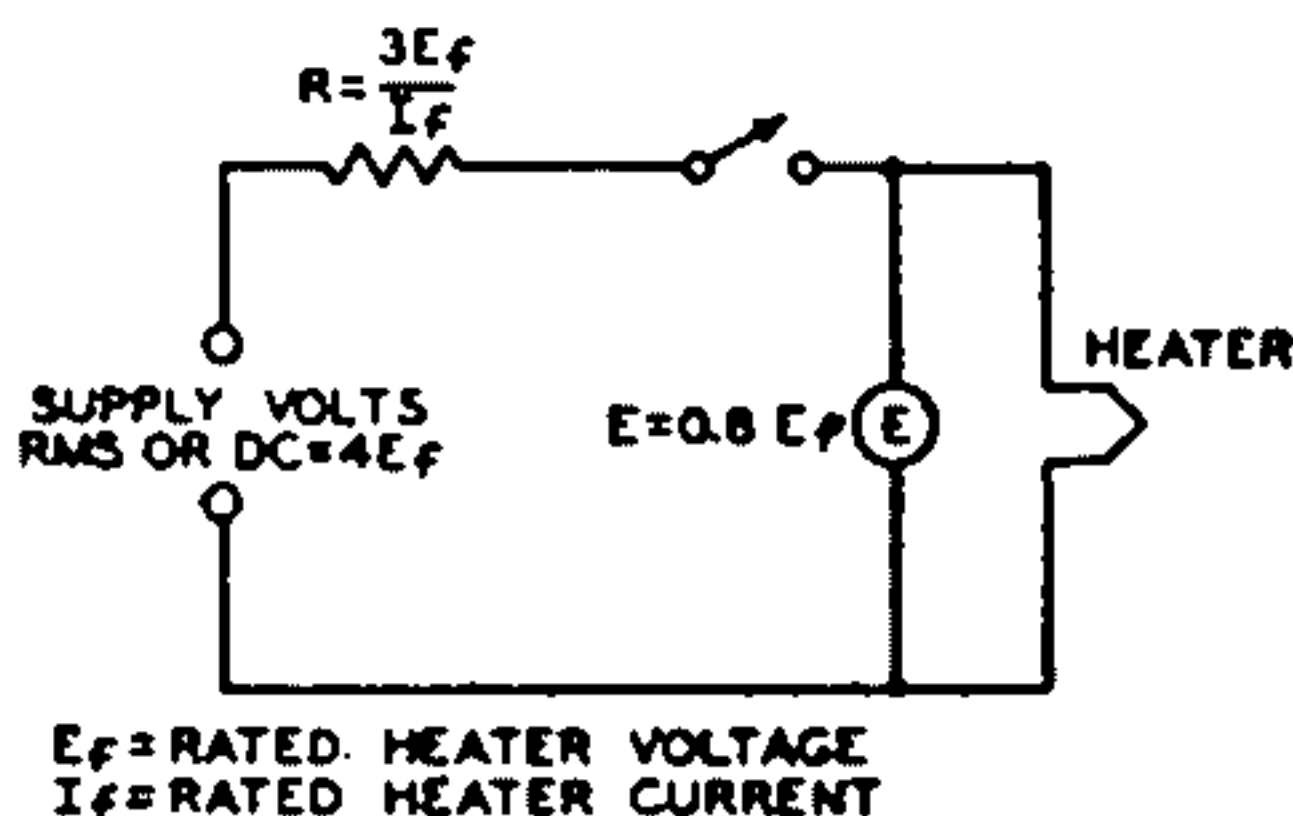 R = 3Ef
If
SUPPLY VOLTS
RMS OR DC=4Ef
E=0.8 Ef
E
HEATER
Ef = RATED. HEATER VOLTAGE
If = RATED HEATER CURRENT